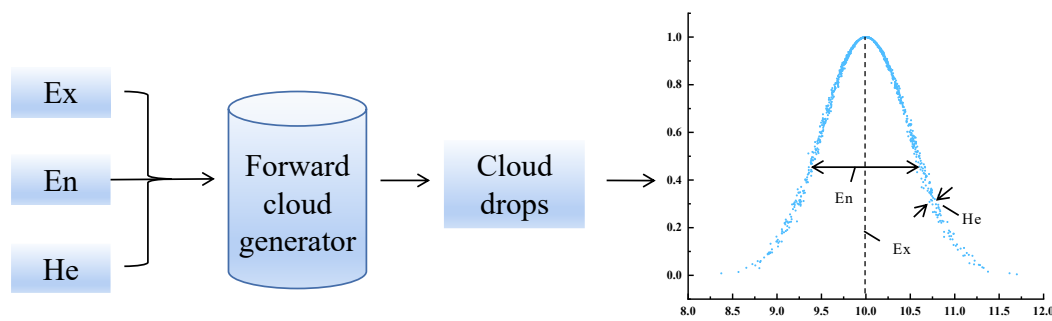 Ex
En
He
Forward
cloud
generator
Cloud
drops
1.0
0.8
0.6
0.4
0.2
0.0
En
He
Ex
8.0 8.5 9.0 9.5 10.0 10.5 11.0 11.5 12.0